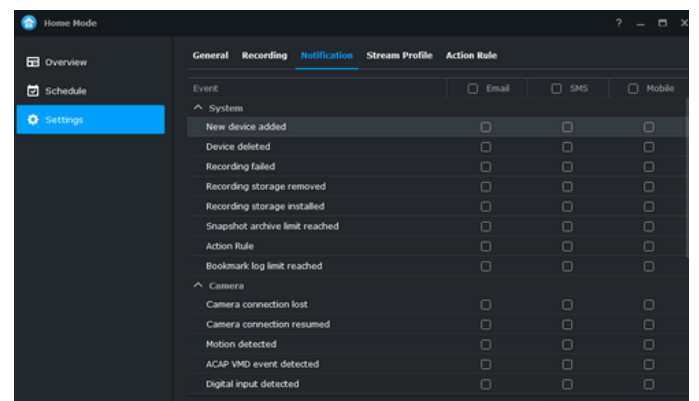 Home Mode
General Recording Notification Stream Profile Action Rule
Overview
Schedule
Settings
Event Email SMS Mobile
System
New device added
Device deleted
Recording failed
Recording storage removed
Recording storage installed
Snapshot archive limit reached
Action Rule
Bookmark log limit reached
Camera
Camera connection lost
Camera connection resumed
Motion detected
ACAP VMD event detected
Digital input detected